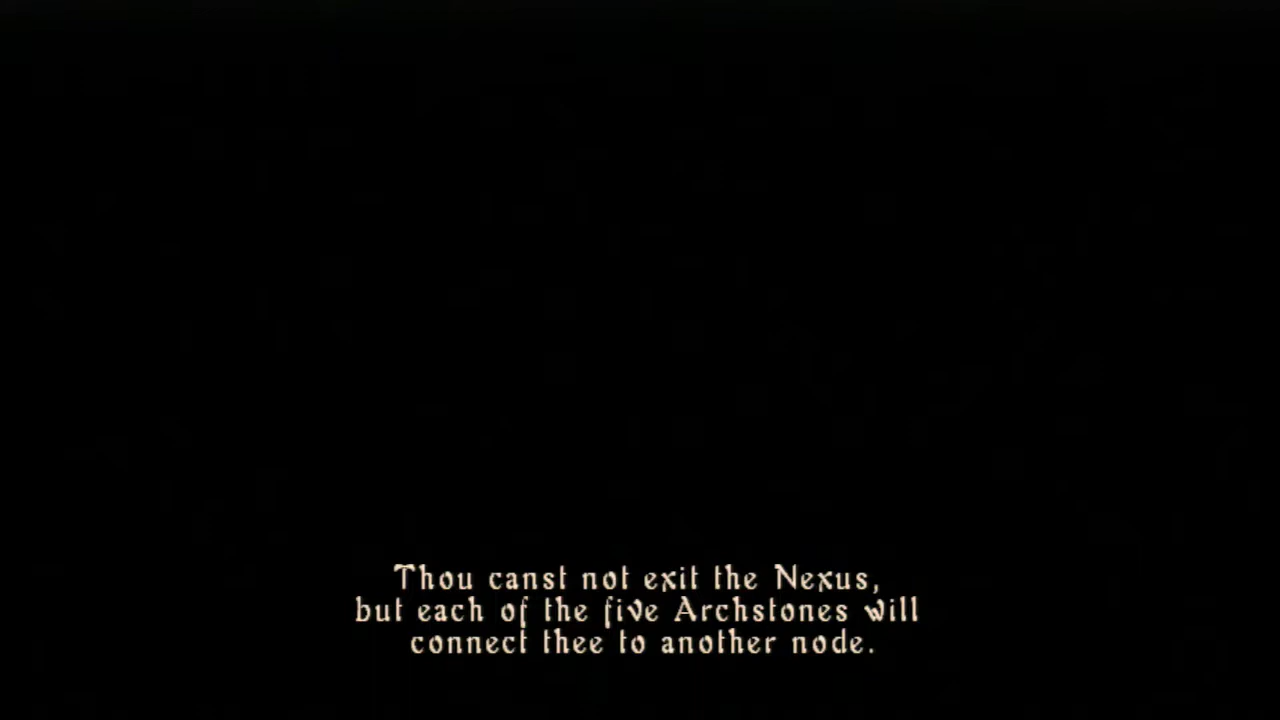 Thou canst not exit the Nexus,
but each of the five Archstones will
connect thee to another node.